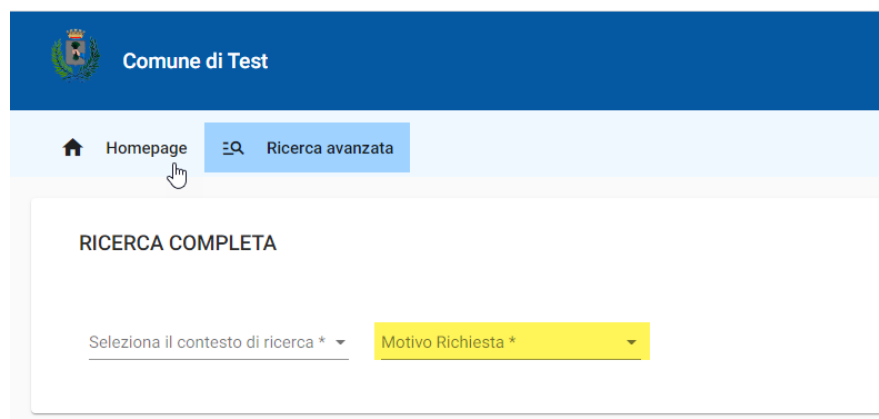 Comune di Test
Homepage
Ricerca avanzata
RICERCA COMPLETA
Seleziona il contesto di ricerca *
Motivo Richiesta *